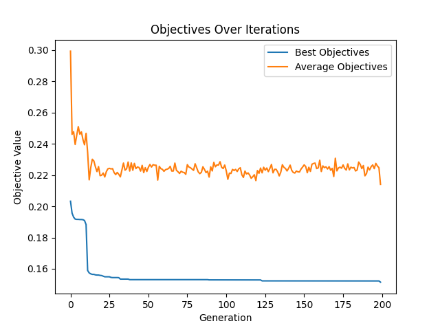 Objectives Over Iterations
Best Objectives
Average Objectives
Objective Value
0.30
0.28
0.26
0.24
0.22
0.20
0.18
0.16
0 25 50 75 100 125 150 175 200
Generation